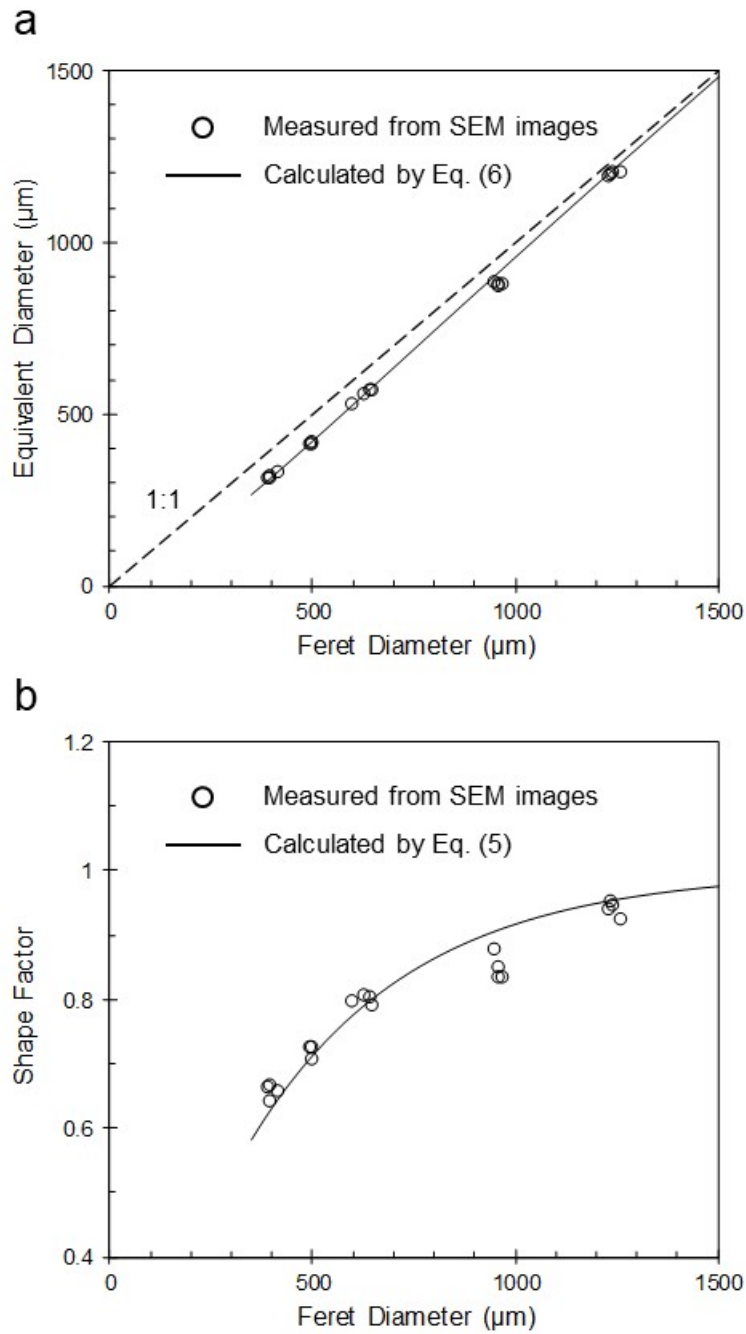 a
1500
1000
500
0
Equivalent Diameter (µm)
Measured from SEM images
Calculated by Eq. (6)
1:1
0
500
1000
1500
Feret Diameter (µm)
b
1.2
1
0.8
0.6
0.4
Shape Factor
Measured from SEM images
Calculated by Eq. (5)
0
500
1000
1500
Feret Diameter (µm)